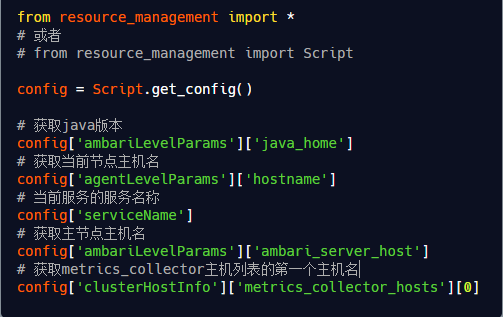 from resource_management import *
# 或者
# from resource_management import Script
config = Script.get_config()
# 获取java版本
config['ambariLevelParams']['java_home']
# 获取当前节点主机名
config['agentLevelParams']['hostname']
# 当前服务的服务名称
config['serviceName']
# 获取主节点主机名
config['ambariLevelParams']['ambari_server_host']
# 获取metrics_collector主机列表的第一个主机名
config['clusterHostInfo']['metrics_collector_hosts'][0]